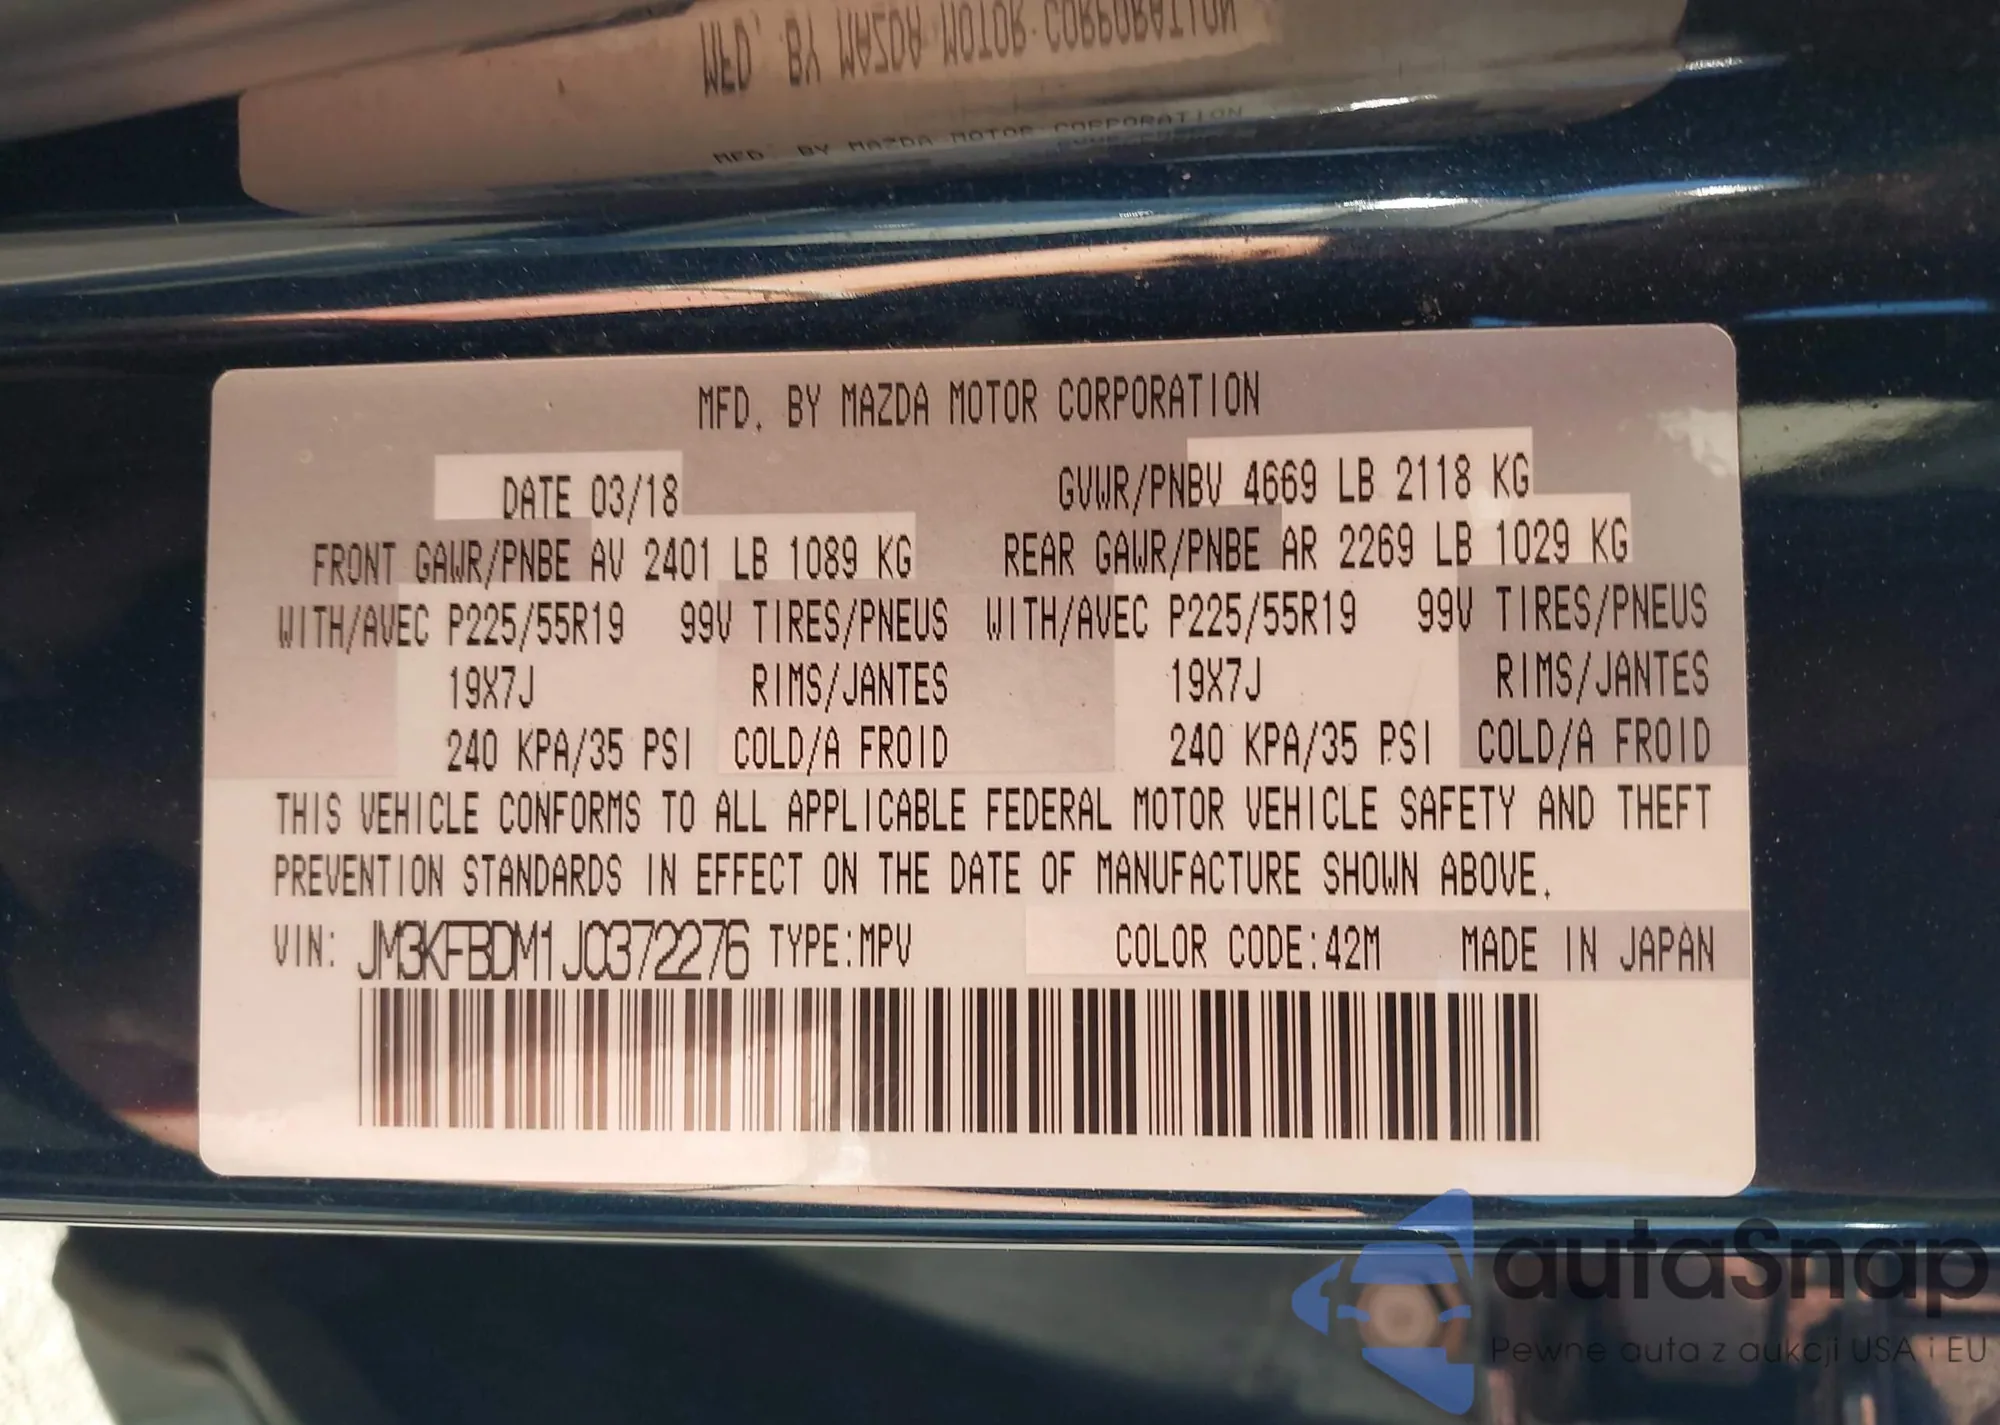 MFD. BY MAZDA MOTOR CORPORATION
MFD. BY MAZDA MOTOR CORPORATION
MFD. BY MAZDA MOTOR CORPORATION
DATE 03/18 GVWR/PNBV 4669 LB 2118 KG
FRONT GAWR/PNBE AV 2401 LB 1089 KG REAR GAWR/PNBE AR 2269 LB 1029 KG
WITH/AVEC P225/55R19 99V TIRES/PNEUS WITH/AVEC P225/55R19 99V TIRES/PNEUS
19X7J RIMS/JANTES 19X7J RIMS/JANTES
240 KPA/35 PSI COLD/A FROID 240 KPA/35 PSI COLD/A FROID
THIS VEHICLE CONFORMS TO ALL APPLICABLE FEDERAL MOTOR VEHICLE SAFETY AND THEFT
PREVENTION STANDARDS IN EFFECT ON THE DATE OF MANUFACTURE SHOWN ABOVE.
VIN: JM3KFBDM1J0372276 TYPE:MPV COLOR CODE:42M MADE IN JAPAN
autaSnap
Pewne auta z aukcji USA i EU